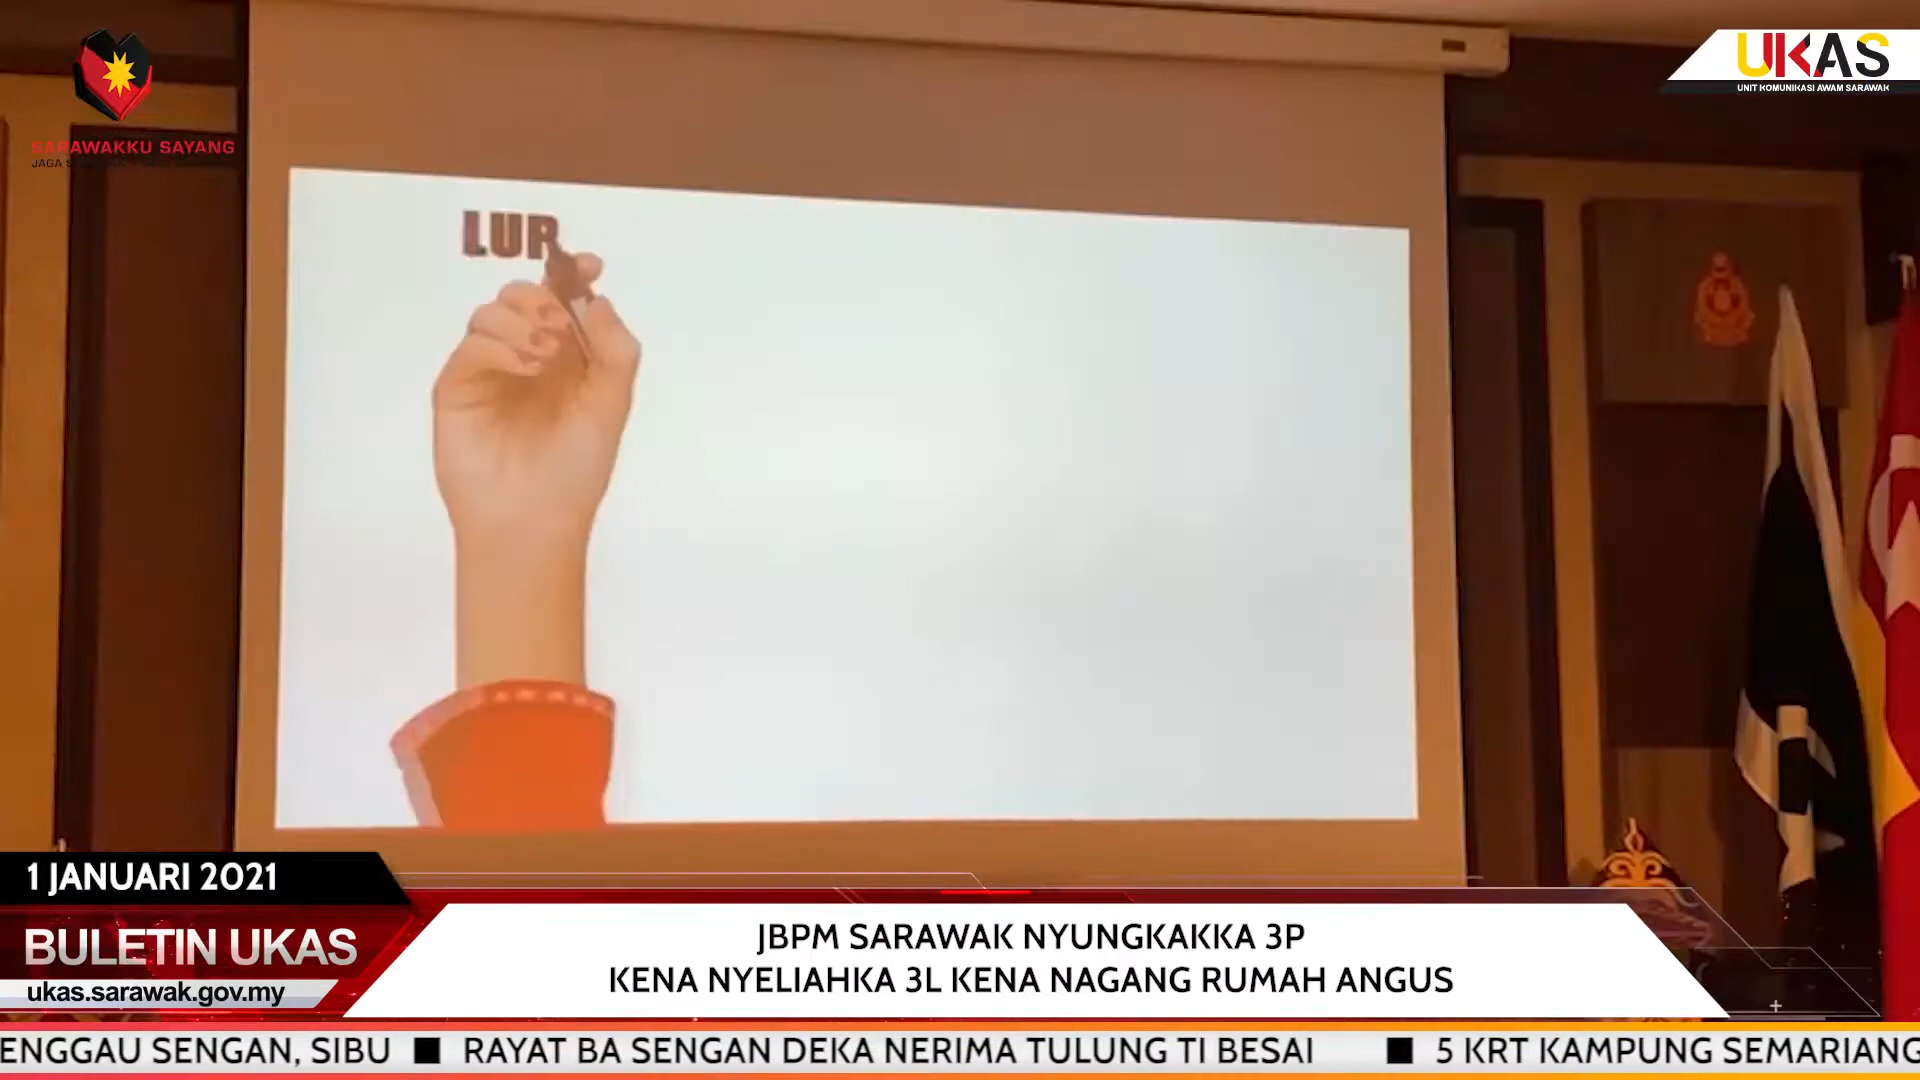 SARAWAKKU SAYANG
UKAS
UNIT KOMUNIKASI AWAM SARAWAK
LUP
1 JANUARI 2021
BULETIN UKAS
ukas.sarawak.gov.my
JBPM SARAWAK NYUNGKAKKA 3P
KENA NYELIAHKA 3L KENA NAGANG RUMAH ANGUS
ENGGAU SENGAN, SIBU ■ RAYAT BA SENGAN DEKA NERIMA TULUNG TI BESAI ■ 5 KRT KAMPUNG SEMARIANG